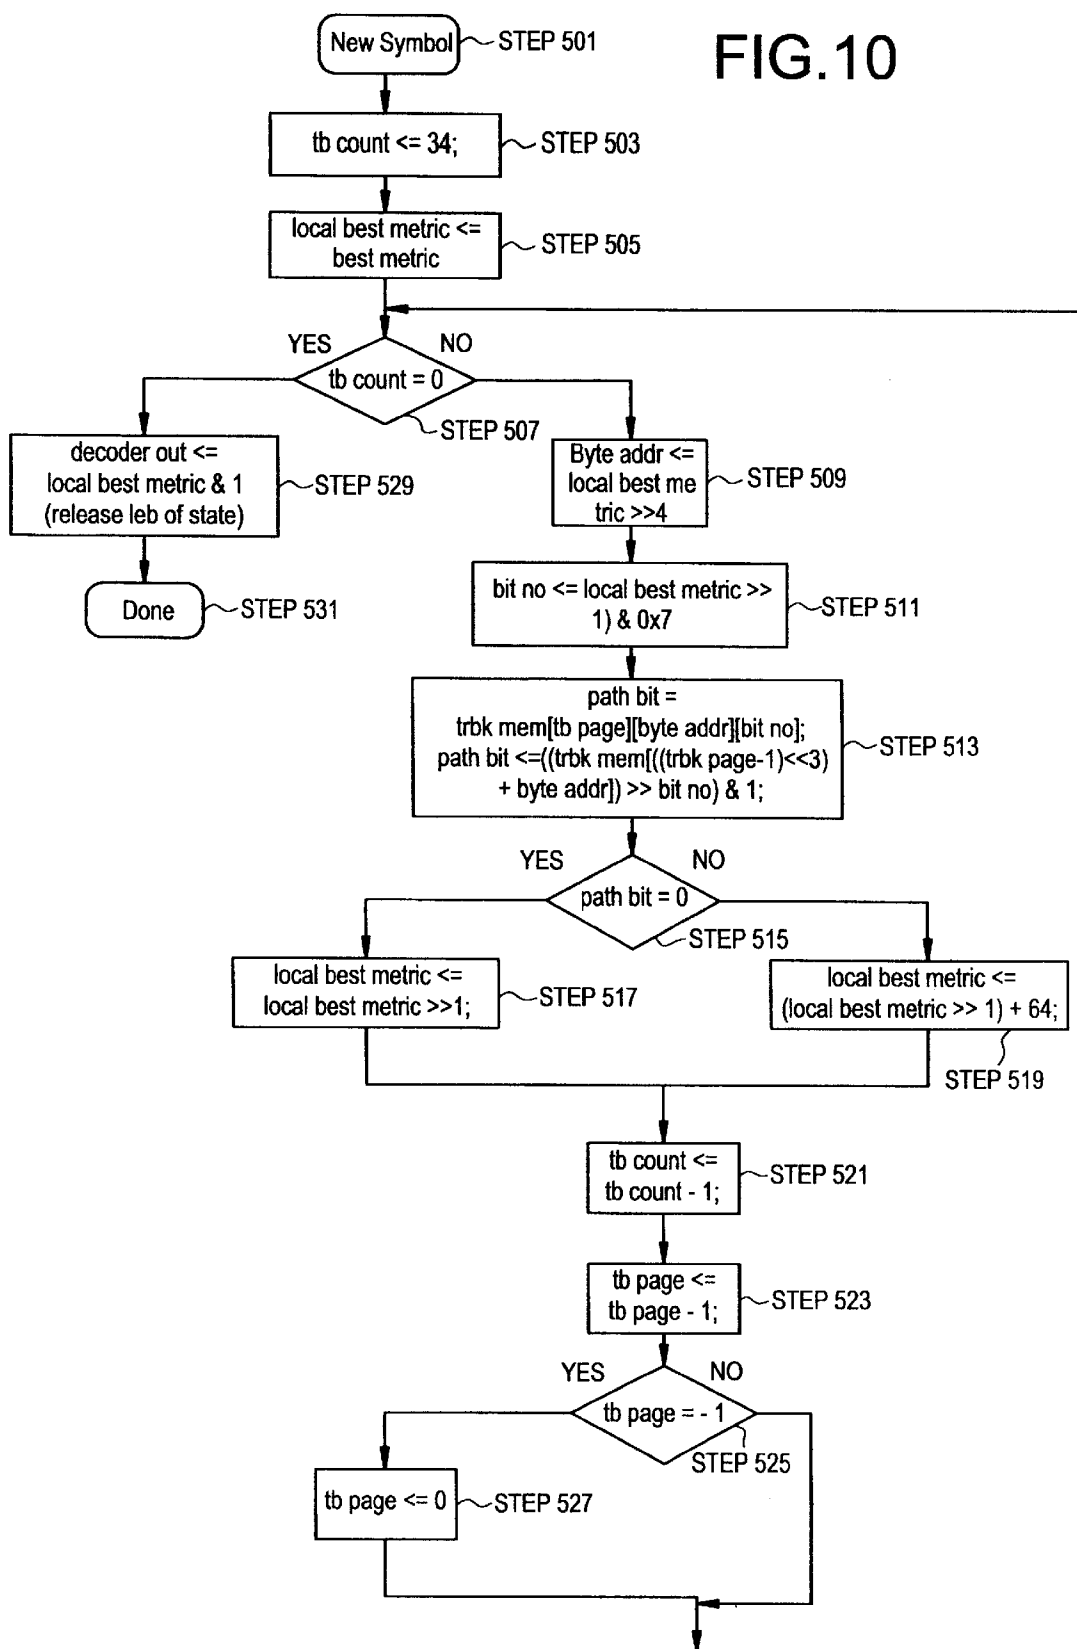 FIG.10
New Symbol
STEP 501
tb count <= 34;
STEP 503
local best metric <=
best metric
STEP 505
YES
NO
tb count = 0
STEP 507
decoder out <=
local best metric & 1
(release leb of state)
STEP 529
Done
STEP 531
Byte addr <=
local best me
tric >>4
STEP 509
bit no <= local best metric >>
1) & 0x7
STEP 511
path bit =
trbk mem[tb page][byte addr][bit no];
path bit <=((trbk mem[((trbk page-1)<<3)
+ byte addr]) >> bit no) & 1;
STEP 513
YES
NO
path bit = 0
STEP 515
local best metric <=
local best metric >>1;
STEP 517
local best metric <=
(local best metric >> 1) + 64;
STEP 519
tb count <=
tb count - 1;
STEP 521
tb page <=
tb page - 1;
STEP 523
YES
NO
tb page = - 1
STEP 525
tb page <= 0
STEP 527